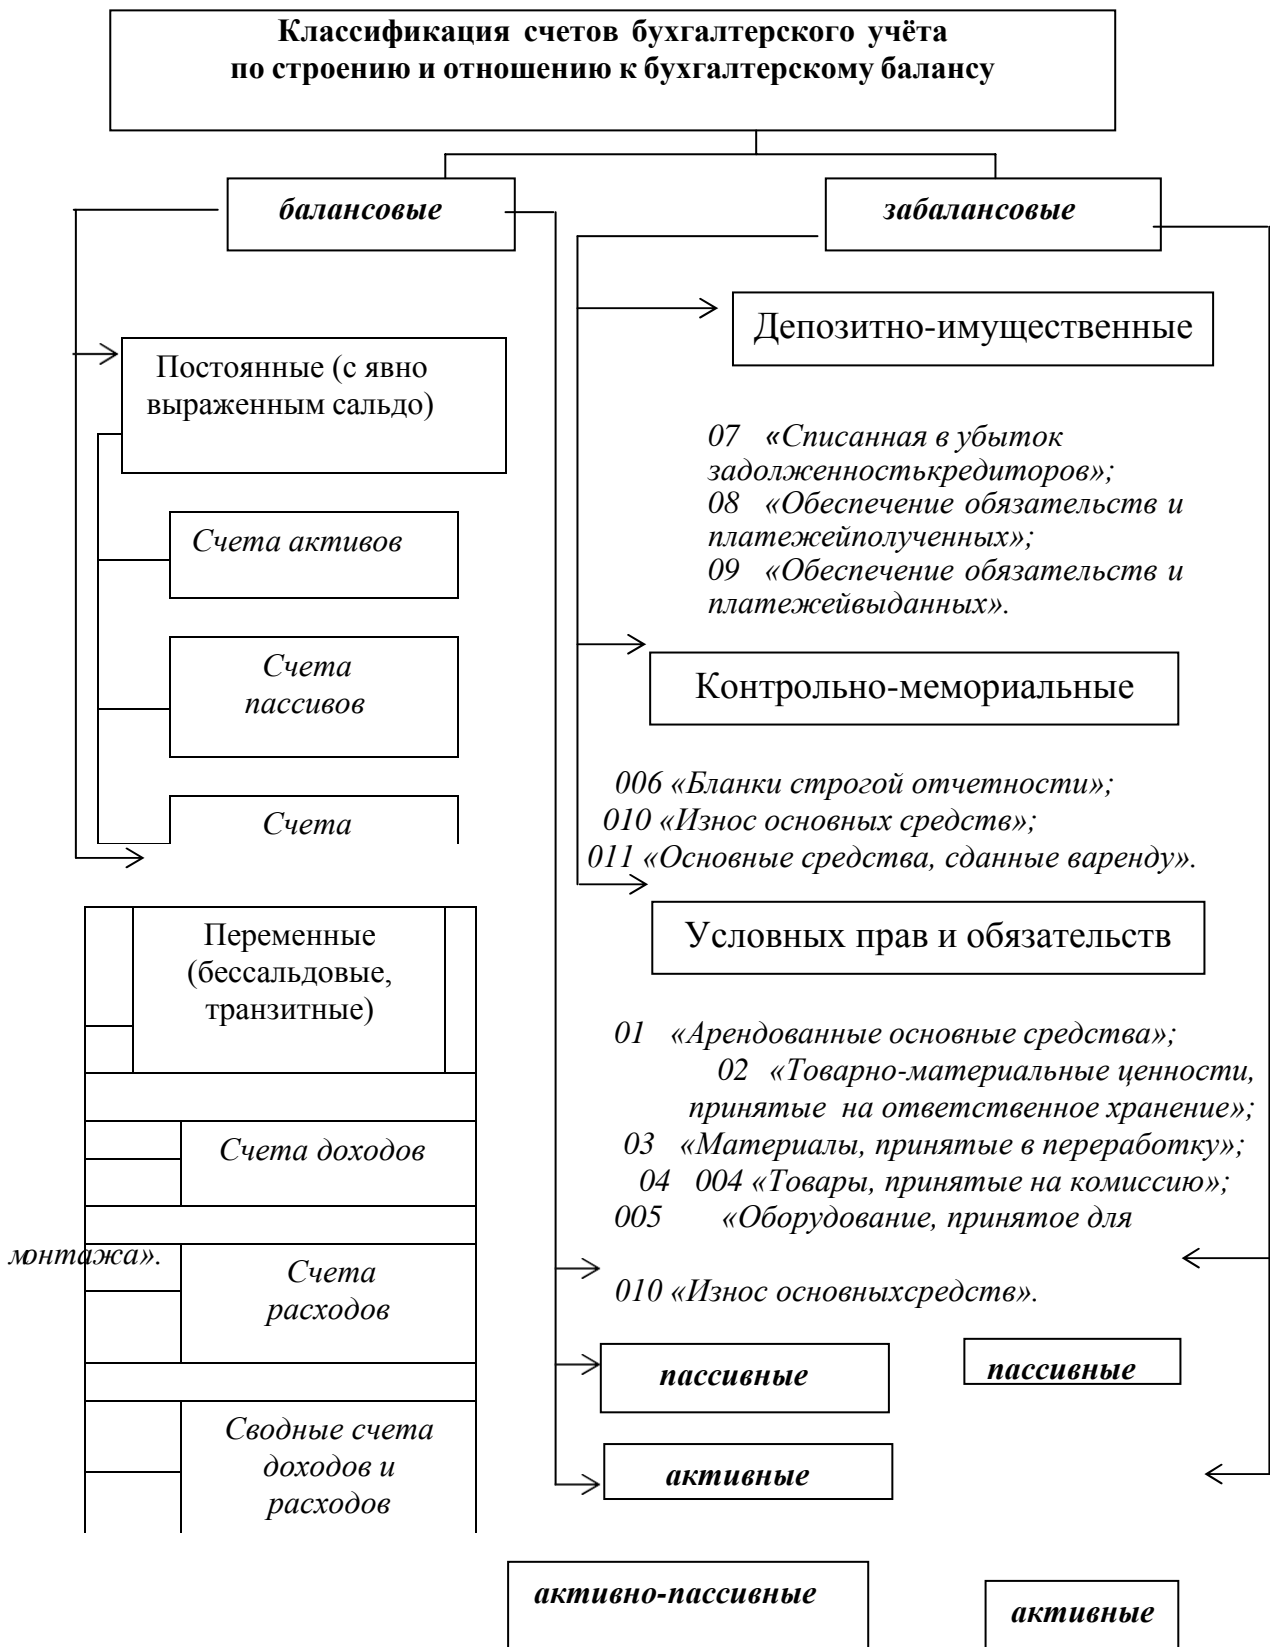 Классификация счетов бухгалтерского учёта
по строению и отношению к бухгалтерскому балансу
балансовые
забалансовые
Депозитно-имущественные
Постоянные (с явно
выраженным сальдо)
07 «Списанная в убыток
задолженностькредиторов»;
08 «Обеспечение обязательств и
платежейполученных»;
09 «Обеспечение обязательств и
платежейвыданных».
Счета активов
Счета
пассивов
Контрольно-мемориальные
006 «Бланки строгой отчетности»;
010 «Износ основных средств»;
011 «Основные средства, сданные варенду».
Счета
Условных прав и обязательств
Переменные
(бессальдовые,
транзитные)
01 «Арендованные основные средства»;
02 «Товарно-материальные ценности,
принятые на ответственное хранение»;
03 «Материалы, принятые в переработку»;
04 004 «Товары, принятые на комиссию»;
005 «Оборудование, принятое для
монтажа».
010 «Износ основныхсредств».
Счета доходов
Счета
расходов
Сводные счета
доходов и
расходов
пассивные
пассивные
активные
активно-пассивные
активные